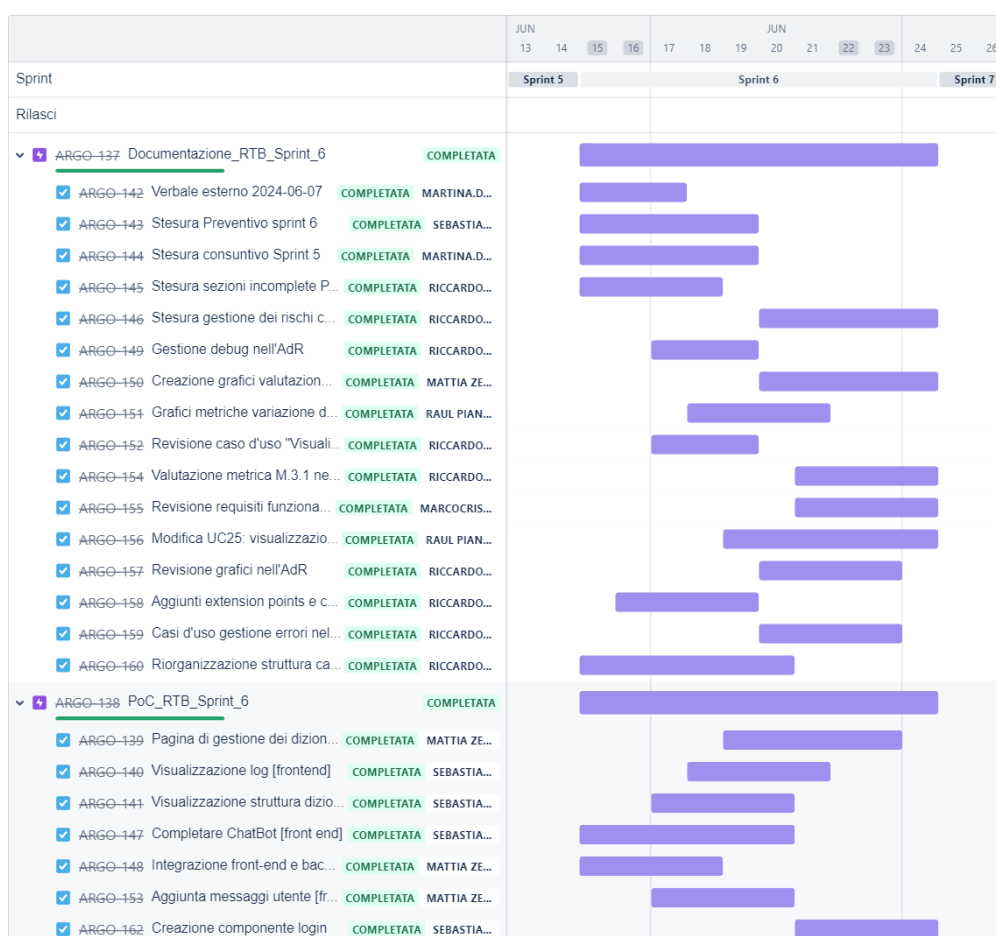 JUN JUN
13 14 15 16 17 18 19 20 21 22 23 24 25 26
Sprint Sprint 5 Sprint 6 Sprint 7
Rilasci
ARGO-137 Documentazione_RTB_Sprint_6 COMPLETATA
ARGO-142 Verbale esterno 2024-06-07 COMPLETATA MARTINA.D...
ARGO-143 Stesura Preventivo sprint 6 COMPLETATA SEBASTIA...
ARGO-144 Stesura consuntivo Sprint 5 COMPLETATA MARTINA.D...
ARGO-145 Stesura sezioni incomplete P... COMPLETATA RICCARDO...
ARGO-146 Stesura gestione dei rischi c... COMPLETATA RICCARDO...
ARGO-149 Gestione debug nell'AdR COMPLETATA RICCARDO...
ARGO-150 Creazione grafici valutazion... COMPLETATA MATTIA ZE...
ARGO-151 Grafici metriche variazione d... COMPLETATA RAUL PIAN...
ARGO-152 Revisione caso d'uso "Visuali... COMPLETATA RICCARDO...
ARGO-154 Valutazione metrica M.3.1 ne... COMPLETATA RICCARDO...
ARGO-155 Revisione requisiti funziona... COMPLETATA MARCOCRIS...
ARGO-156 Modifica UC25: visualizzazio... COMPLETATA RAUL PIAN...
ARGO-157 Revisione grafici nell'AdR COMPLETATA RICCARDO...
ARGO-158 Aggiunti extension points e c... COMPLETATA RICCARDO...
ARGO-159 Casi d'uso gestione errori nel... COMPLETATA RICCARDO...
ARGO-160 Riorganizzazione struttura ca... COMPLETATA RICCARDO...
ARGO-138 PoC_RTB_Sprint_6 COMPLETATA
ARGO-139 Pagina di gestione dei dizion... COMPLETATA MATTIA ZE...
ARGO-140 Visualizzazione log [frontend] COMPLETATA SEBASTIA...
ARGO-141 Visualizzazione struttura dizio... COMPLETATA SEBASTIA...
ARGO-147 Completare ChatBot [front end] COMPLETATA SEBASTIA...
ARGO-148 Integrazione front-end e bac... COMPLETATA MATTIA ZE...
ARGO-153 Aggiunta messaggi utente [fr... COMPLETATA MATTIA ZE...
ARGO-162 Creazione componente login COMPLETATA SEBASTIA...